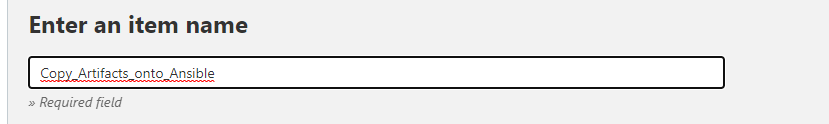 Enter an item name
Copy_Artifacts_onto_Ansible
» Required field